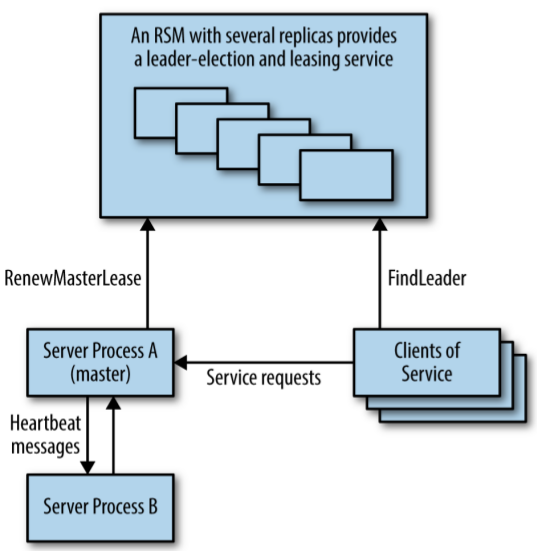 An RSM with several replicas provides
a leader-election and leasing service
RenewMasterLease
FindLeader
Server Process A
(master)
Service requests
Clients of
Service
Heartbeat
messages
Server Process B